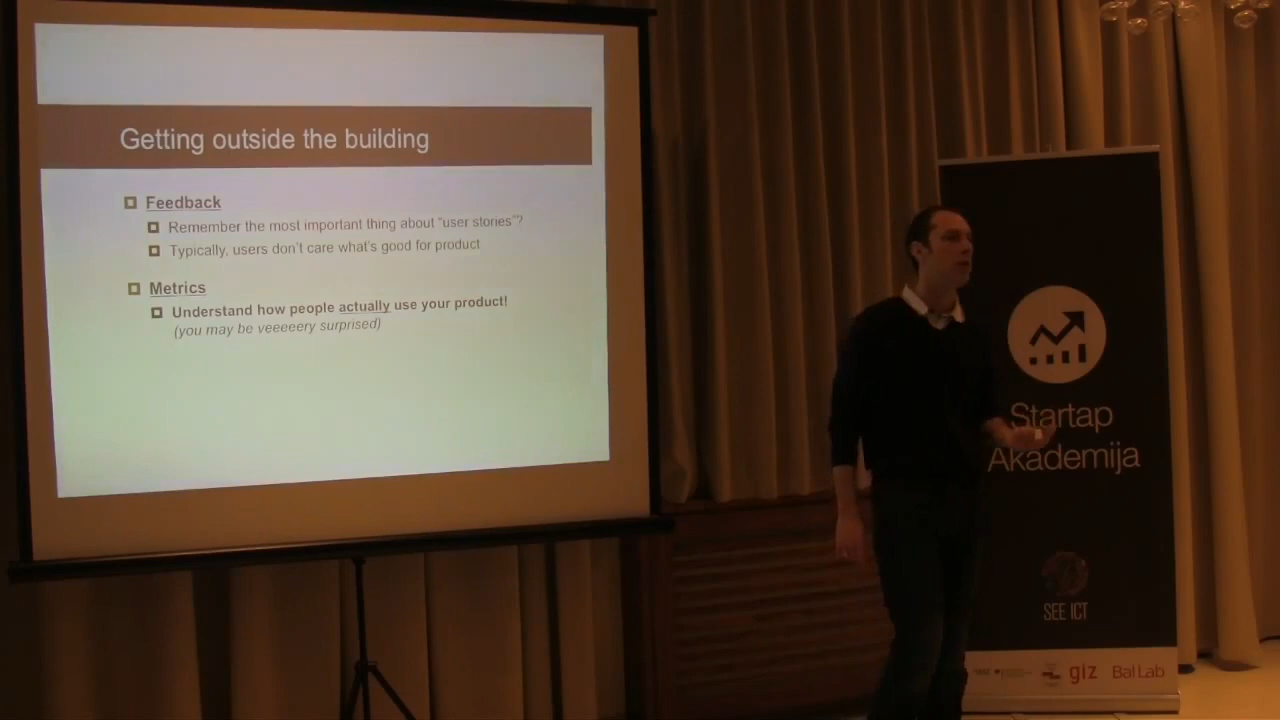 Getting outside the building
Feedback
Remember the most important thing about "user stories"?
Typically, users don't care what's good for product
Metrics
Understand how people actually use your product!
(you may be veeeeery surprised)
Startap
Akademija
SEE ICT
giz
Bal Lab